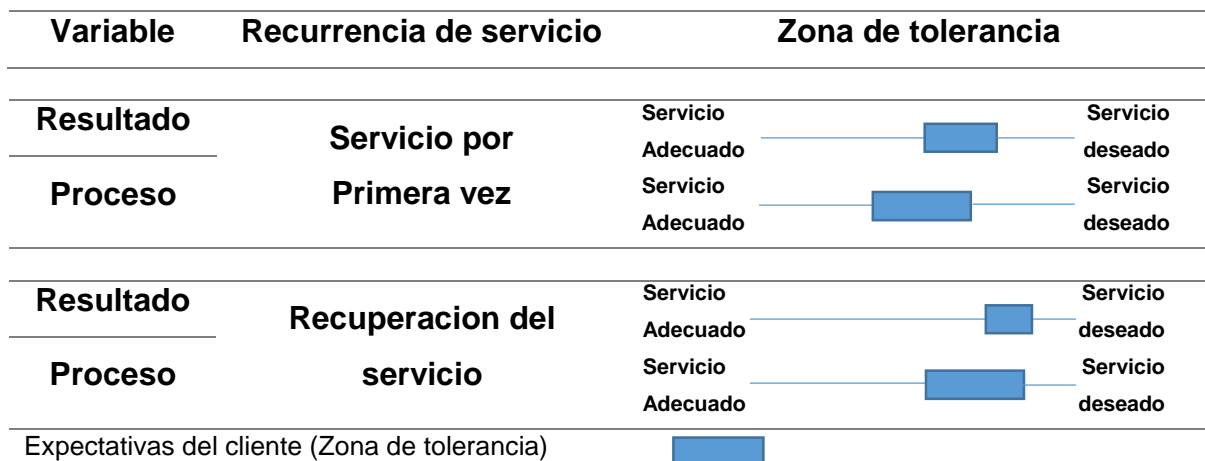 Variable Recurrencia de servicio Zona de tolerancia
Resultado
Proceso
Servicio por
Primera vez
Servicio
Adecuado
Servicio
deseado
Servicio
Adecuado
Servicio
deseado
Resultado
Proceso
Recuperacion del
servicio
Servicio
Adecuado
Servicio
deseado
Servicio
Adecuado
Servicio
deseado
Expectativas del cliente (Zona de tolerancia)